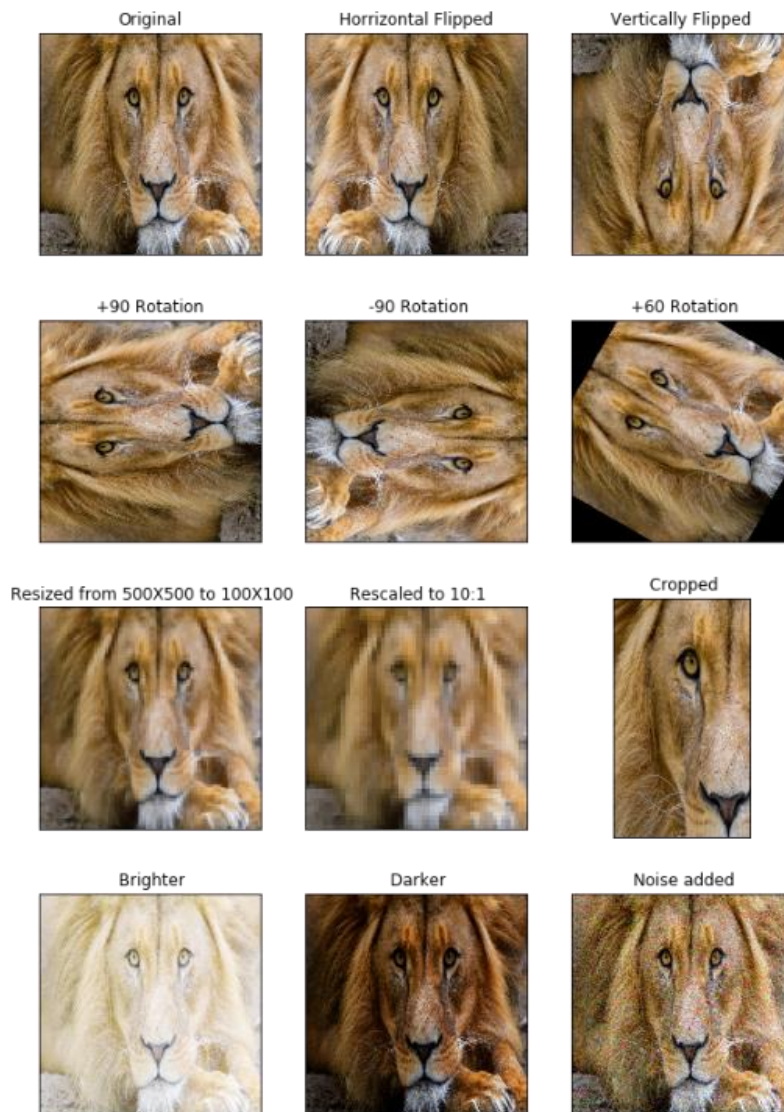 Original
Horrizontal Flipped
Vertically Flipped
+90 Rotation
-90 Rotation
+60 Rotation
Resized from 500X500 to 100X100
Rescaled to 10:1
Cropped
Brighter
Darker
Noise added